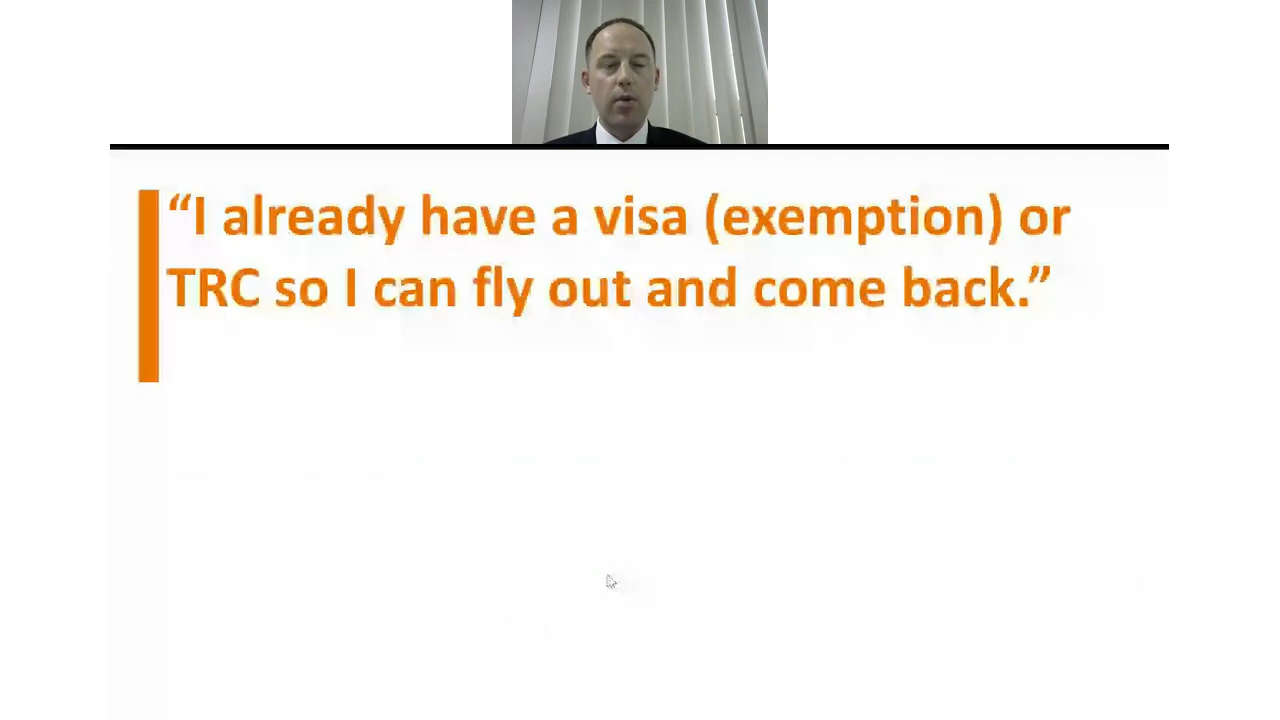 “I already have a visa (exemption) or
TRC so I can fly out and come back.”